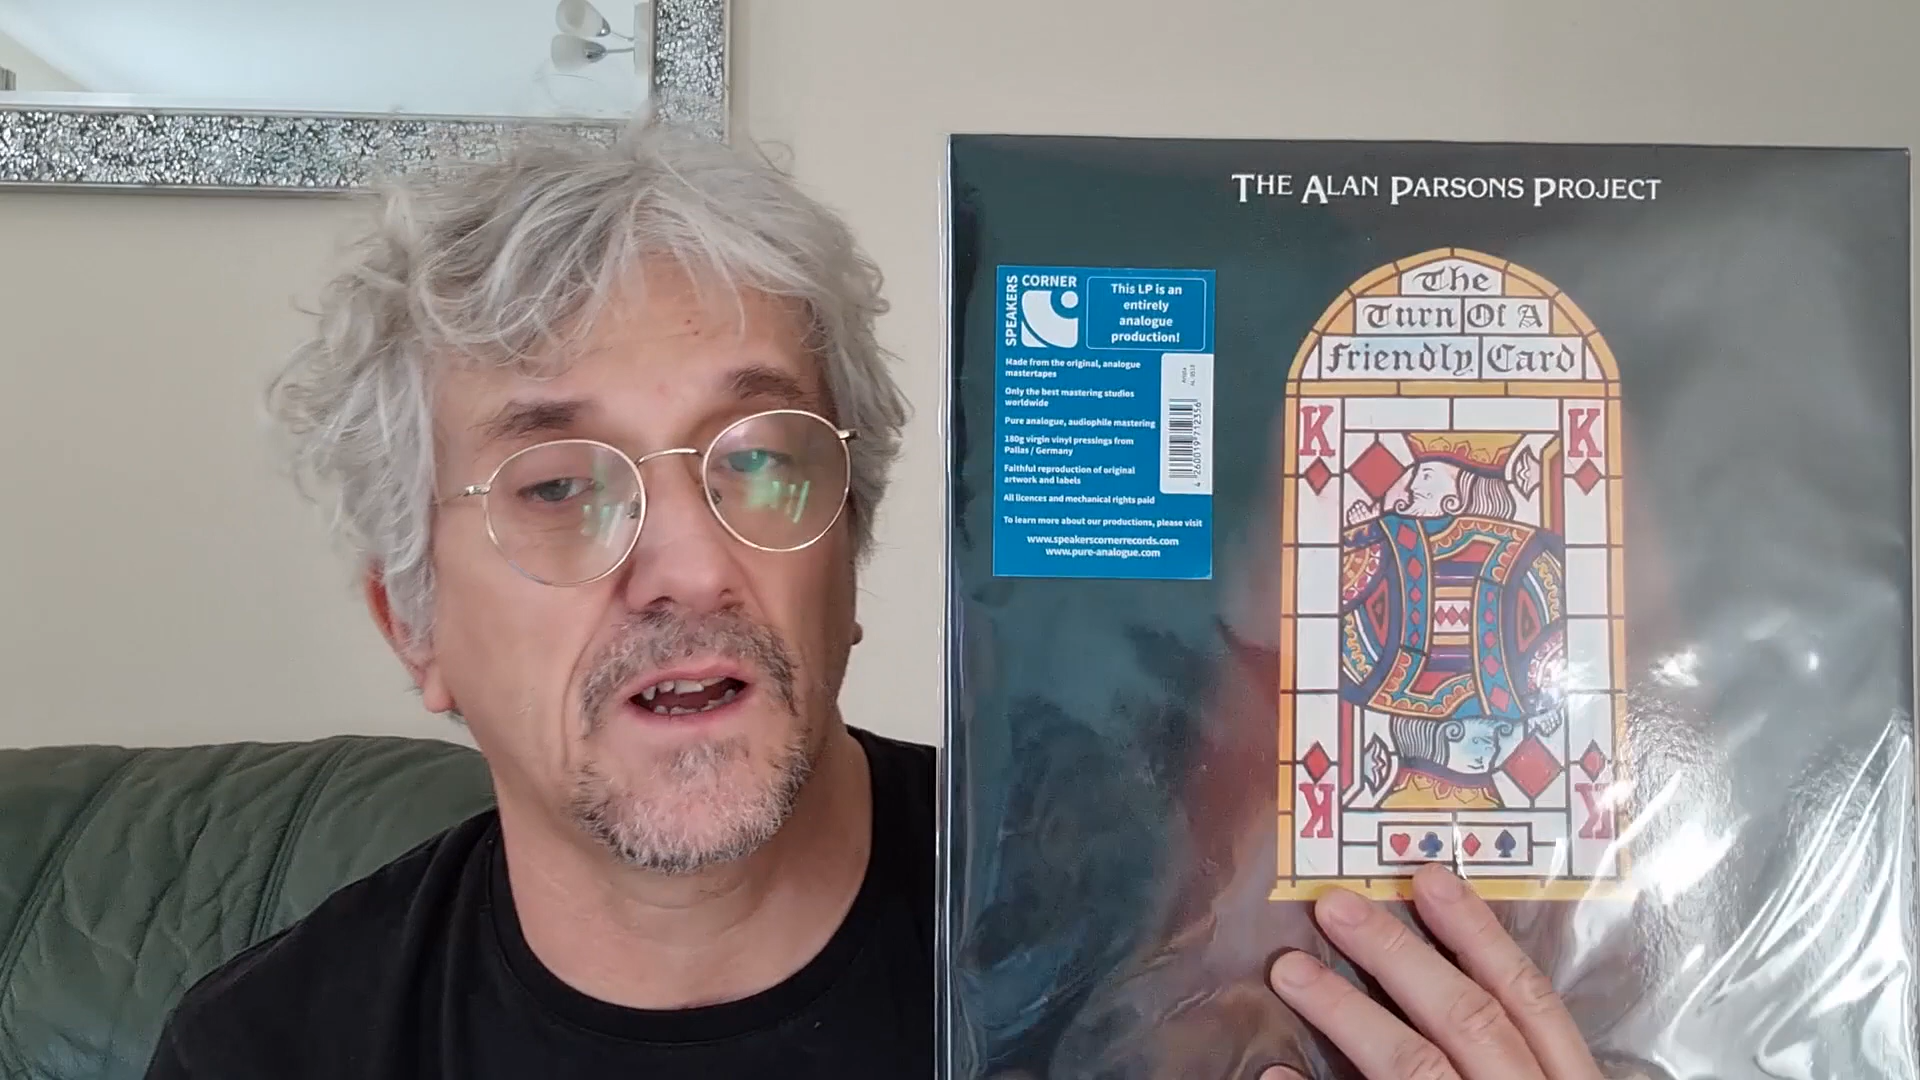 THE ALAN PARSONS PROJECT
The
Turn Of A
Friendly Card
K K
K K
SPEAKERS CORNER
This LP is an
entirely
analogue
production!
Made from the original, analogue
mastertapes
Only the best mastering studios
worldwide
Pure analogue, audiophile mastering
180g virgin vinyl pressings from
Pallas / Germany
Faithful reproduction of original
artwork and labels
All licences and mechanical rights paid
To learn more about our productions, please visit
www.speakerscornerrecords.com
www.pure-analogue.com
4 260019 712356